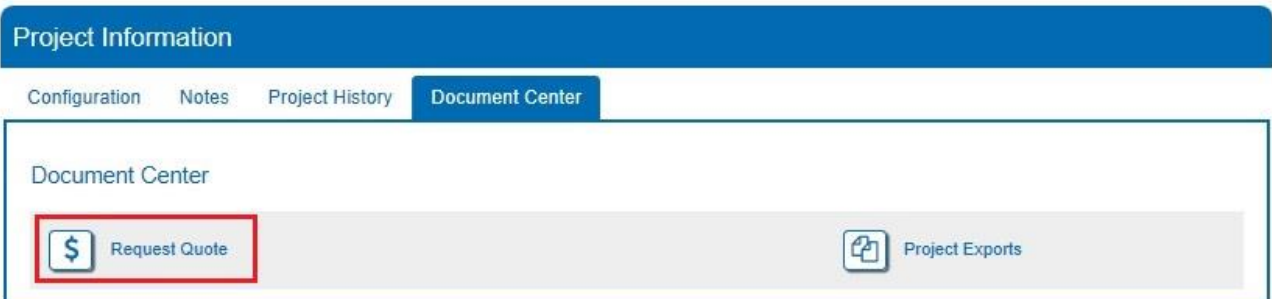 Project Information
Configuration Notes Project History Document Center
Document Center
$ Request Quote Project Exports